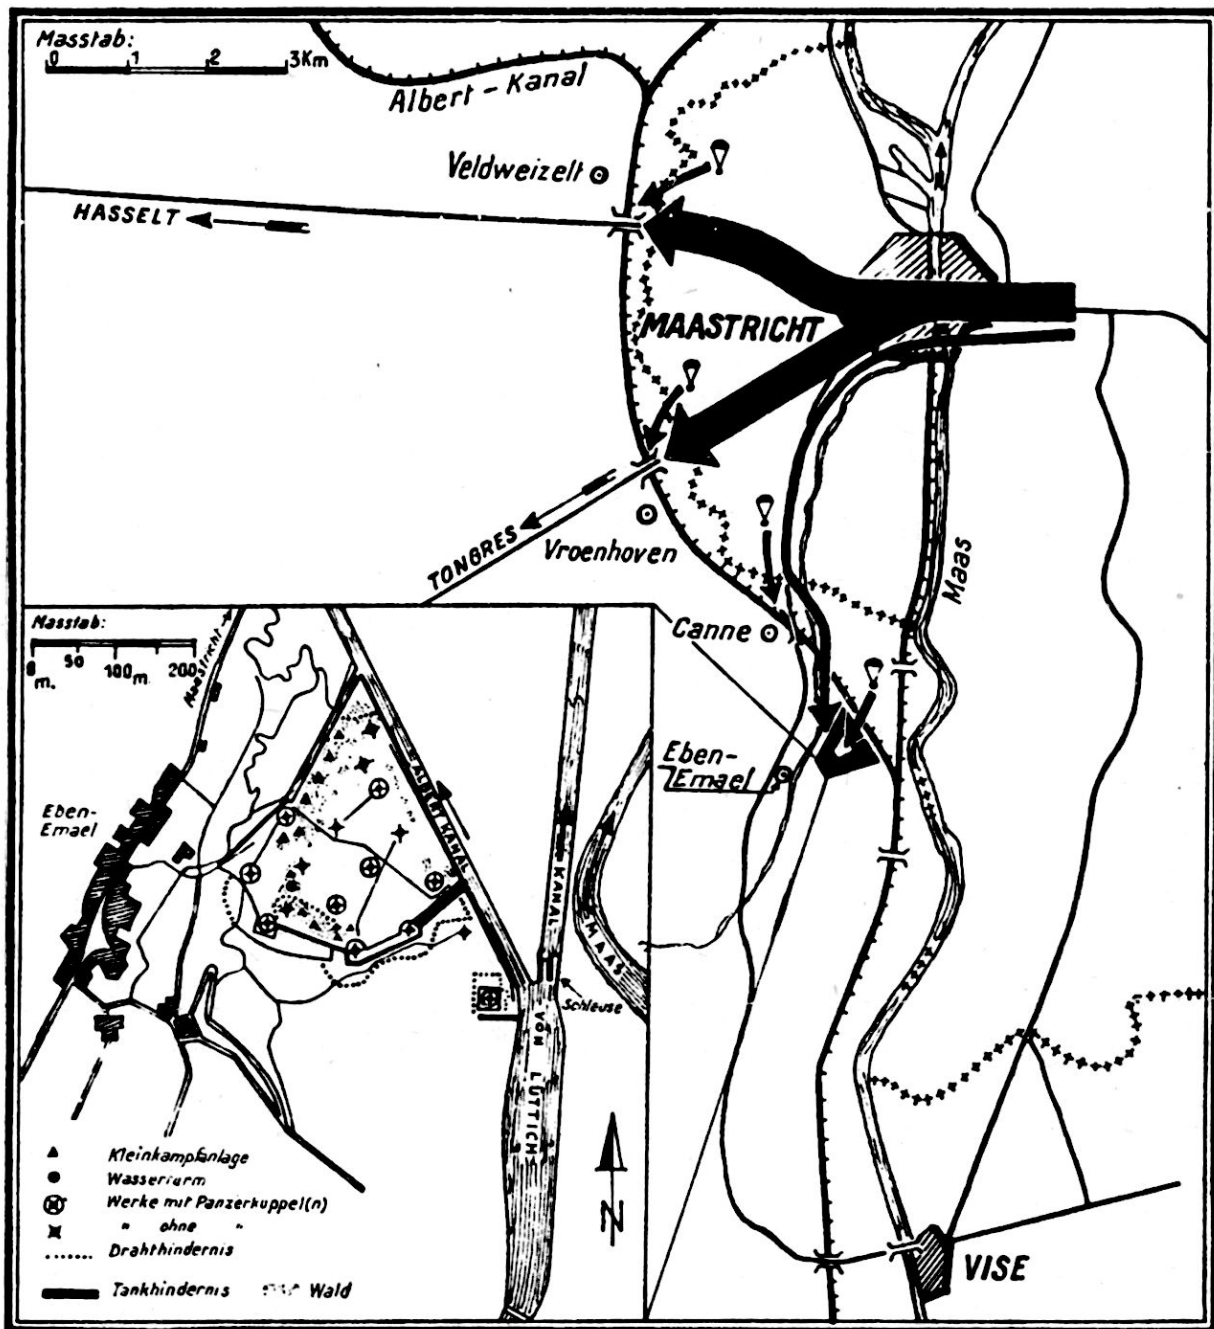 Masstab:
0 1 2 3Km
Albert-Kanal
Veldweizelt
HASSELT
MAASTRICHT
TONGRES
Vroenhoven
Maas
Canne
Eben-
Emael
VISE
Masstab:
0 50 100 200
m. m
Maastricht
Eben-
Emael
ALBERT KANAL
KANAL
VON LÜTTICH
MAAS
Schleuse
N
Kleinkampfanlage
Wasserturm
Werke mit Panzerkuppel(n)
" ohne "
Drahthindernis
Tankhindernis Wald